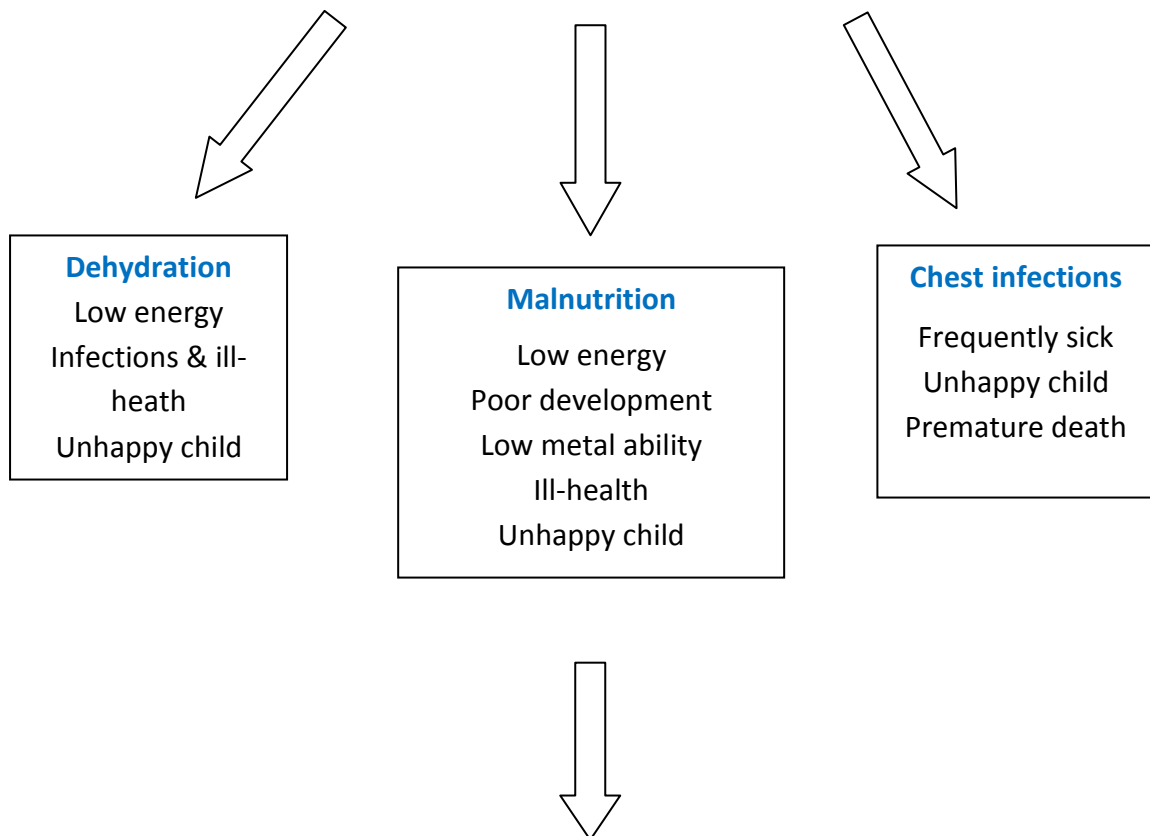 Dehydration
Low energy
Infections & ill-
heath
Unhappy child
Malnutrition
Low energy
Poor development
Low metal ability
Ill-health
Unhappy child
Chest infections
Frequently sick
Unhappy child
Premature death